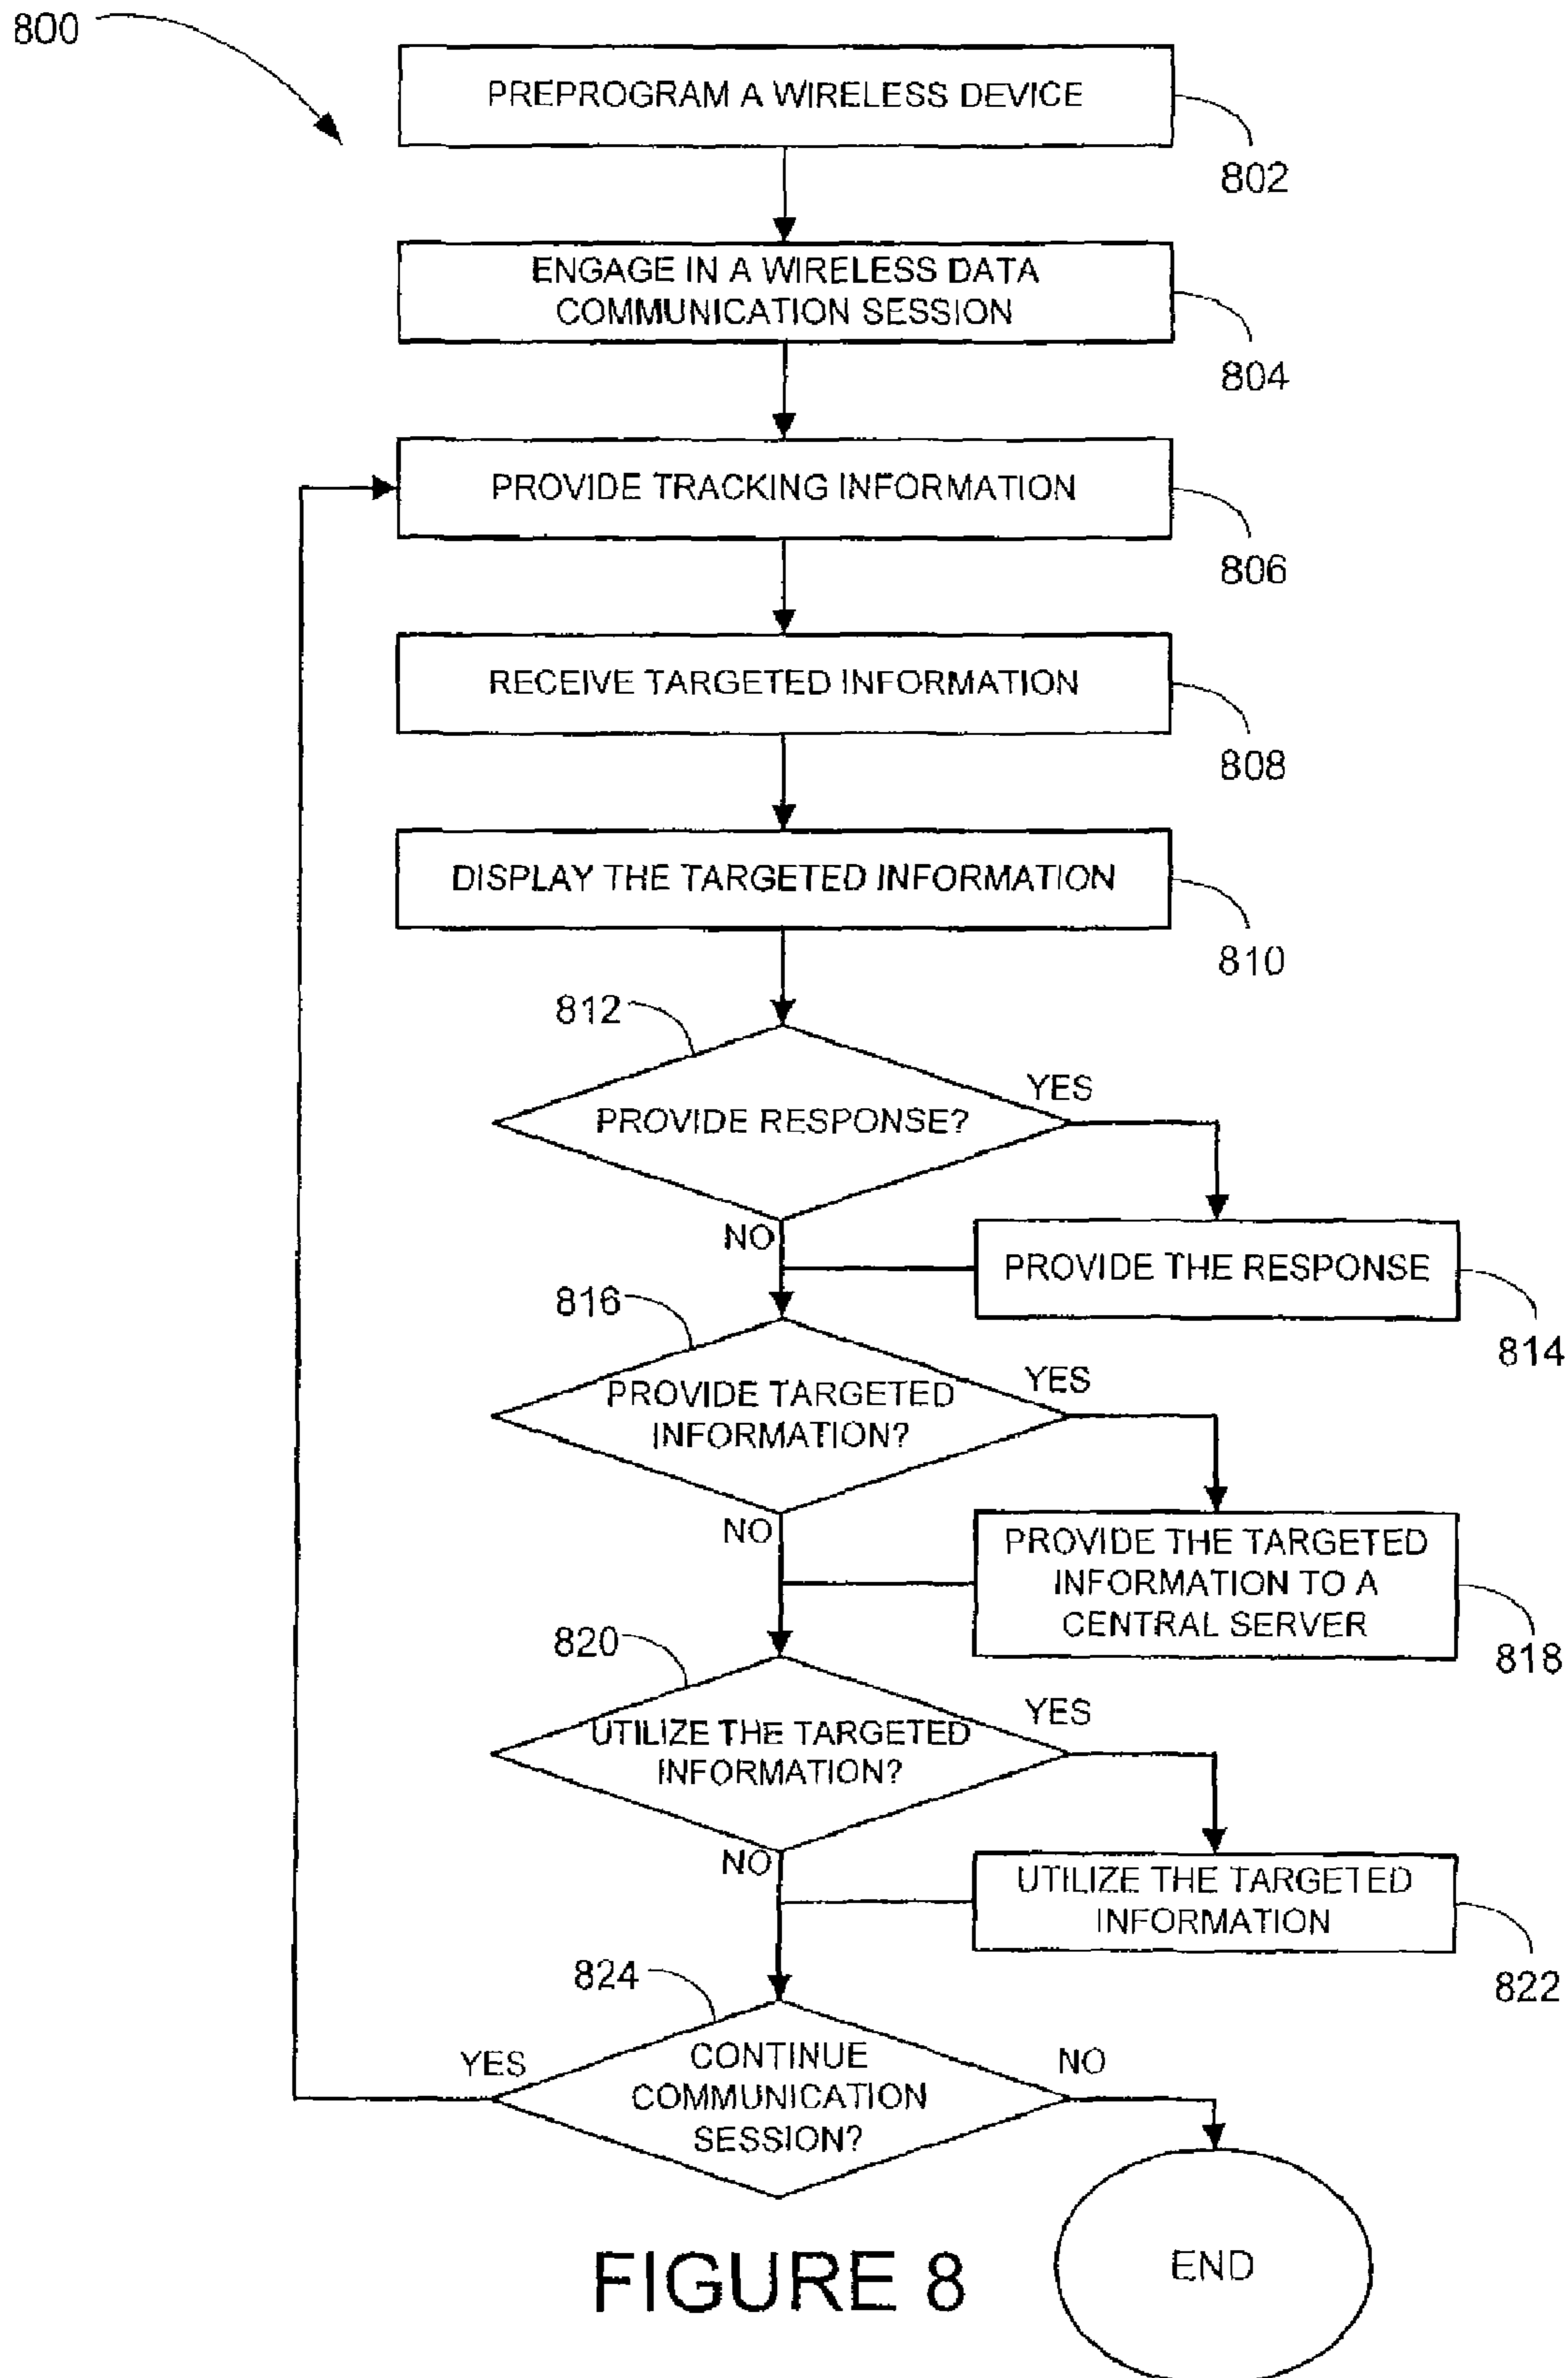 800
PREPROGRAM A WIRELESS DEVICE
802
ENGAGE IN A WIRELESS DATA
COMMUNICATION SESSION
804
PROVIDE TRACKING INFORMATION
806
RECEIVE TARGETED INFORMATION
808
DISPLAY THE TARGETED INFORMATION
810
812
YES
PROVIDE RESPONSE?
NO
PROVIDE THE RESPONSE
814
816
YES
PROVIDE TARGETED
INFORMATION?
NO
PROVIDE THE TARGETED
INFORMATION TO A
CENTRAL SERVER
818
820
YES
UTILIZE THE TARGETED
INFORMATION?
NO
UTILIZE THE TARGETED
INFORMATION
822
824
YES
CONTINUE
COMMUNICATION
SESSION?
NO
END
FIGURE 8